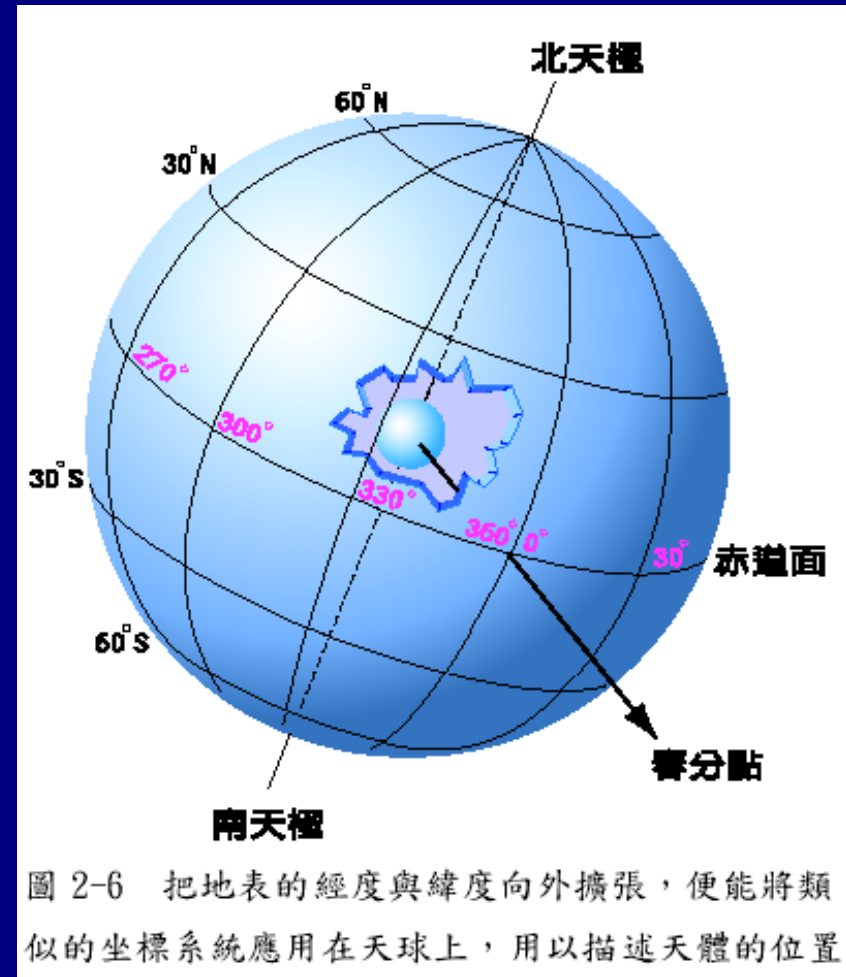 北天極
60°N
30°N
270°
300°
330°
360° 0°
30°
赤道面
30°S
60°S
春分點
南天極
圖 2-6 把地表的經度與緯度向外擴張，便能將類
似的坐標系統應用在天球上，用以描述天體的位置